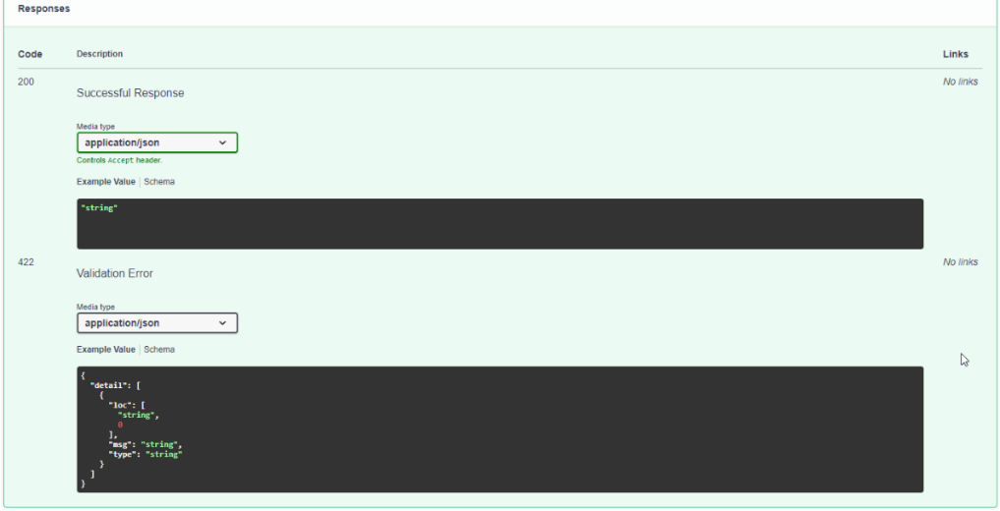 Responses
Code Description Links
200 Successful Response No links
Media type
application/json
Controls Accept header.
Example Value Schema
"string"
422 Validation Error No links
Media type
application/json
Example Value Schema
{
"detail": [
{
"loc": [
"string",
0
],
"msg": "string",
"type": "string"
}
]
}